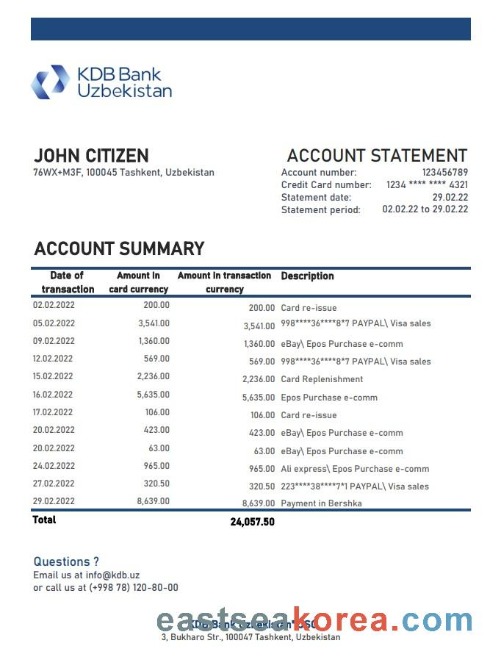 KDB Bank
Uzbekistan
JOHN CITIZEN
76WX+M3F, 100045 Tashkent, Uzbekistan
ACCOUNT STATEMENT
Account number: 123456789
Credit Card number: 1234 **** **** 4321
Statement date: 29.02.22
Statement period: 02.02.22 to 29.02.22
ACCOUNT SUMMARY
Date of transaction Amount in card currency Amount in transaction currency Description
02.02.2022 200.00 200.00 Card re-issue
05.02.2022 3,541.00 3,541.00 998****36****8*7 PAYPAL\ Visa sales
09.02.2022 1,360.00 1,360.00 eBay\ Epos Purchase e-comm
12.02.2022 569.00 569.00 998****36****8*7 PAYPAL\ Visa sales
15.02.2022 2,236.00 2,236.00 Card Replenishment
16.02.2022 5,635.00 5,635.00 Epos Purchase e-comm
17.02.2022 106.00 106.00 Card re-issue
20.02.2022 423.00 423.00 eBay\ Epos Purchase e-comm
20.02.2022 63.00 63.00 eBay\ Epos Purchase e-comm
24.02.2022 965.00 965.00 Ali express\ Epos Purchase e-comm
27.02.2022 320.50 320.50 223****38****7*1 PAYPAL\ Visa sales
29.02.2022 8,639.00 8,639.00 Payment in Bershka
Total 24,057.50
Questions ?
Email us at info@kdb.uz
or call us at (+998 78) 120-80-00
eastseakorea.com
KDB Bank Uzbekistan
3, Bukharo Str., 100047 Tashkent, Uzbekistan